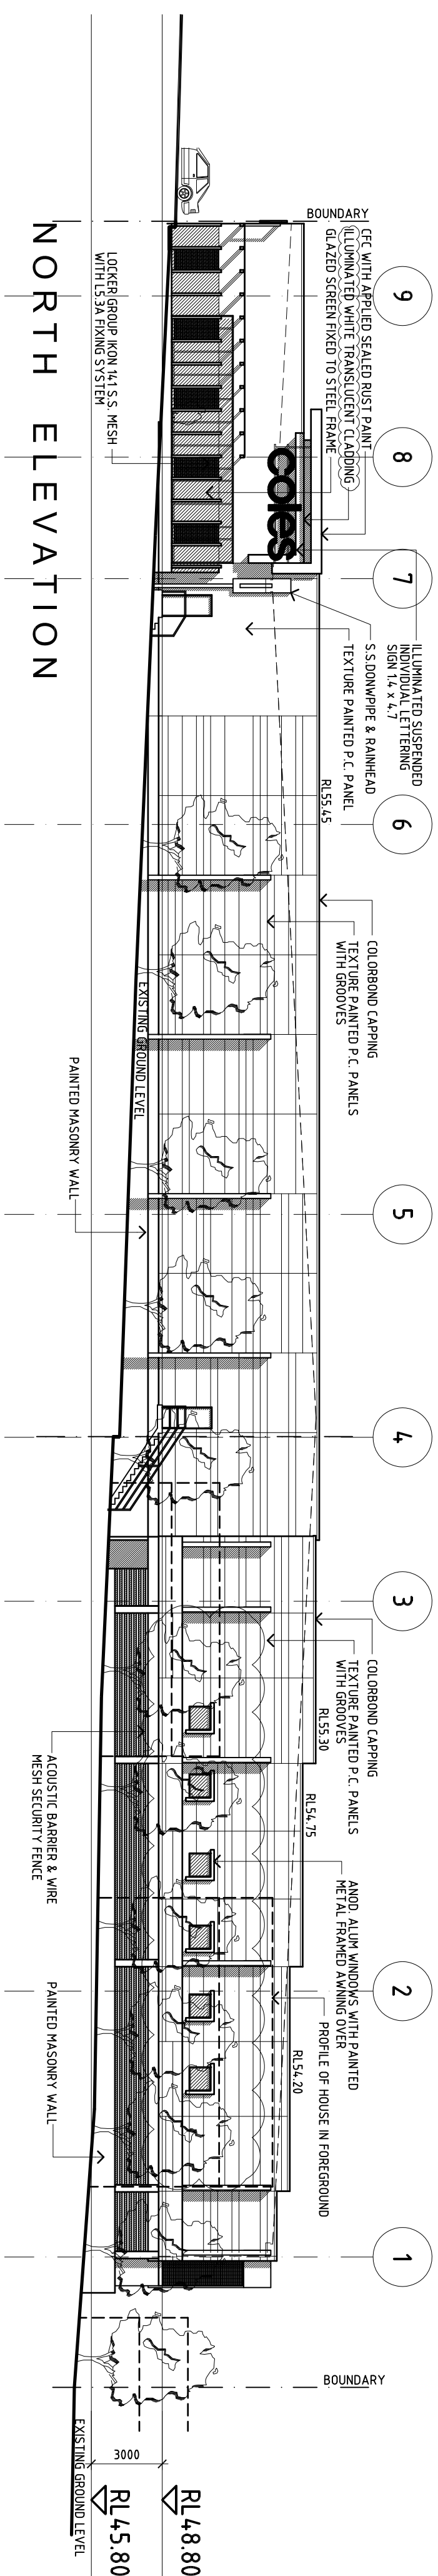 9
8
7
6
5
4
3
2
1
BOUNDARY
CFC WITH APPLIED SEALED RUST PAINT
ILLUMINATED WHITE TRANSLUCENT CLADDING
GLAZED SCREEN FIXED TO STEEL FRAME
coles
ILLUMINATED SUSPENDED
INDIVIDUAL LETTERING
SIGN 1.4 x 4.7
S.S.DONWPIPE & RAINHEAD
TEXTURE PAINTED P.C. PANEL
RL55.45
COLORBOND CAPPING
TEXTURE PAINTED P.C. PANELS
WITH GROOVES
COLORBOND CAPPING
TEXTURE PAINTED P.C. PANELS
WITH GROOVES
RL55.30
RL54.75
ANOD. ALUM WINDOWS WITH PAINTED
METAL FRAMED AWNING OVER
PROFILE OF HOUSE IN FOREGROUND
RL54.20
BOUNDARY
LOCKER GROUP IKON 141 S.S. MESH
WITH LS.3A FIXING SYSTEM
EXISTING GROUND LEVEL
PAINTED MASONRY WALL
ACOUSTIC BARRIER & WIRE
MESH SECURITY FENCE
PAINTED MASONRY WALL
EXISTING GROUND LEVEL
3000
RL48.80
RL45.80
NORTH ELEVATION